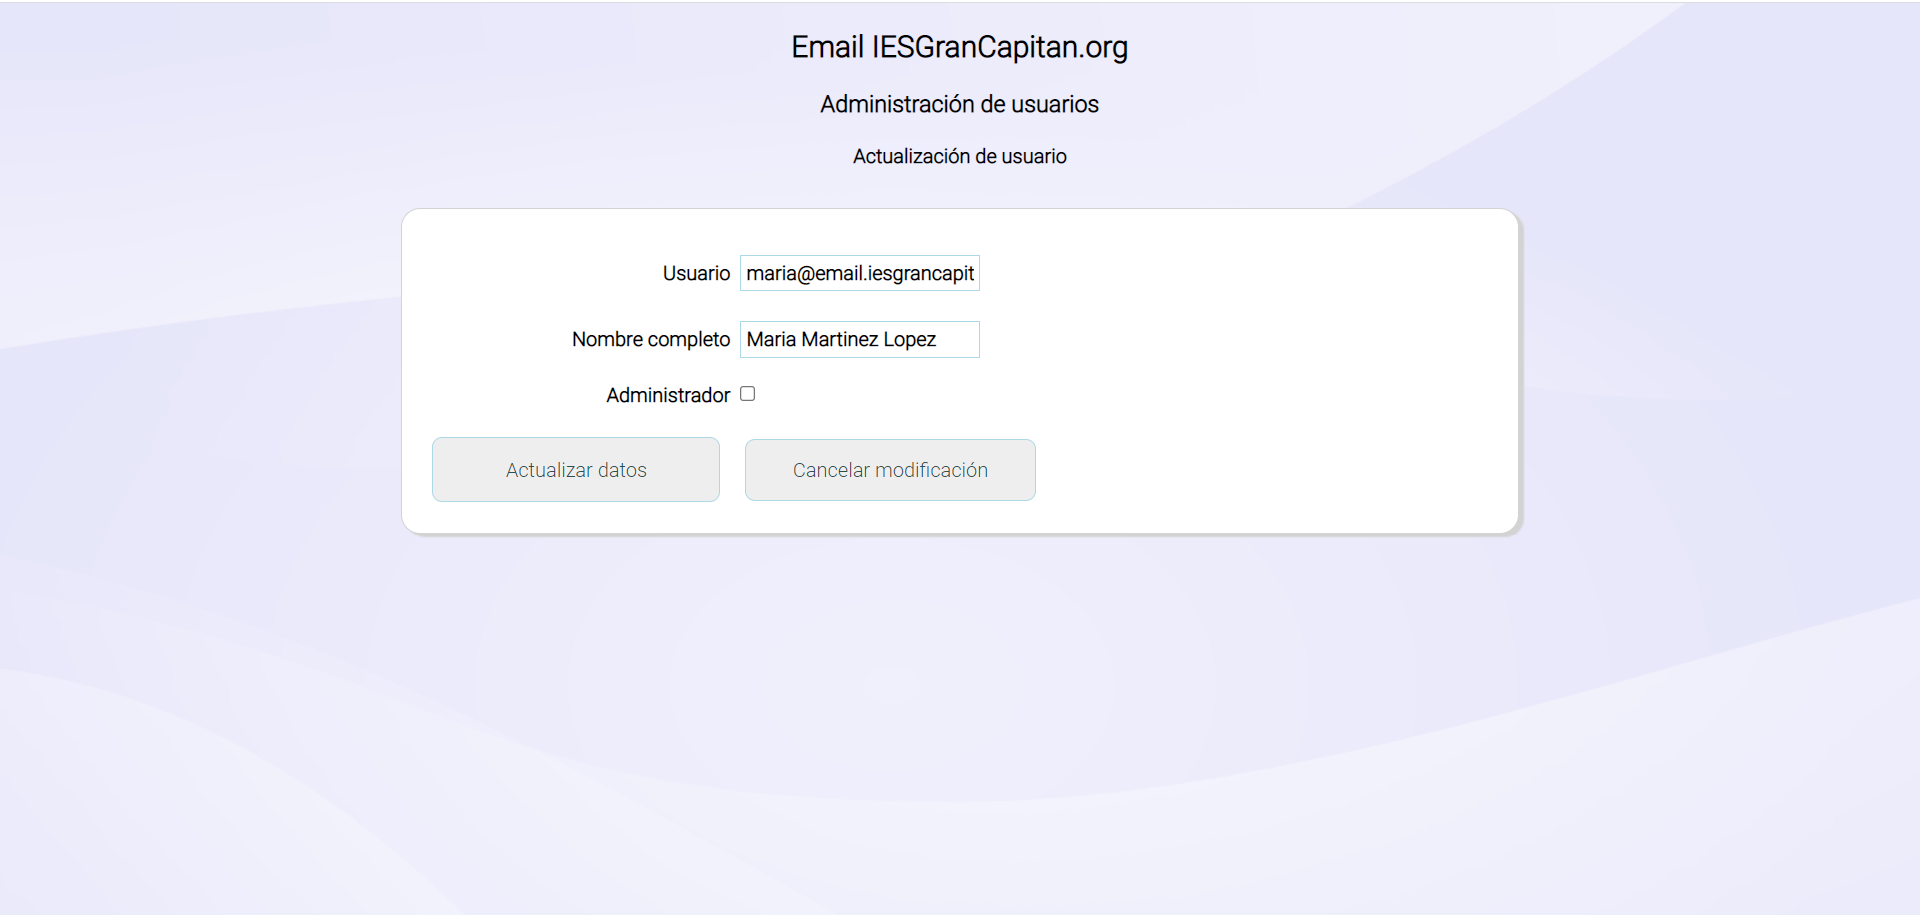 Email IESGranCapitan.org
Administración de usuarios
Actualización de usuario
Usuario maria@email.iesgrancapit
Nombre completo Maria Martinez Lopez
Administrador
Actualizar datos Cancelar modificación